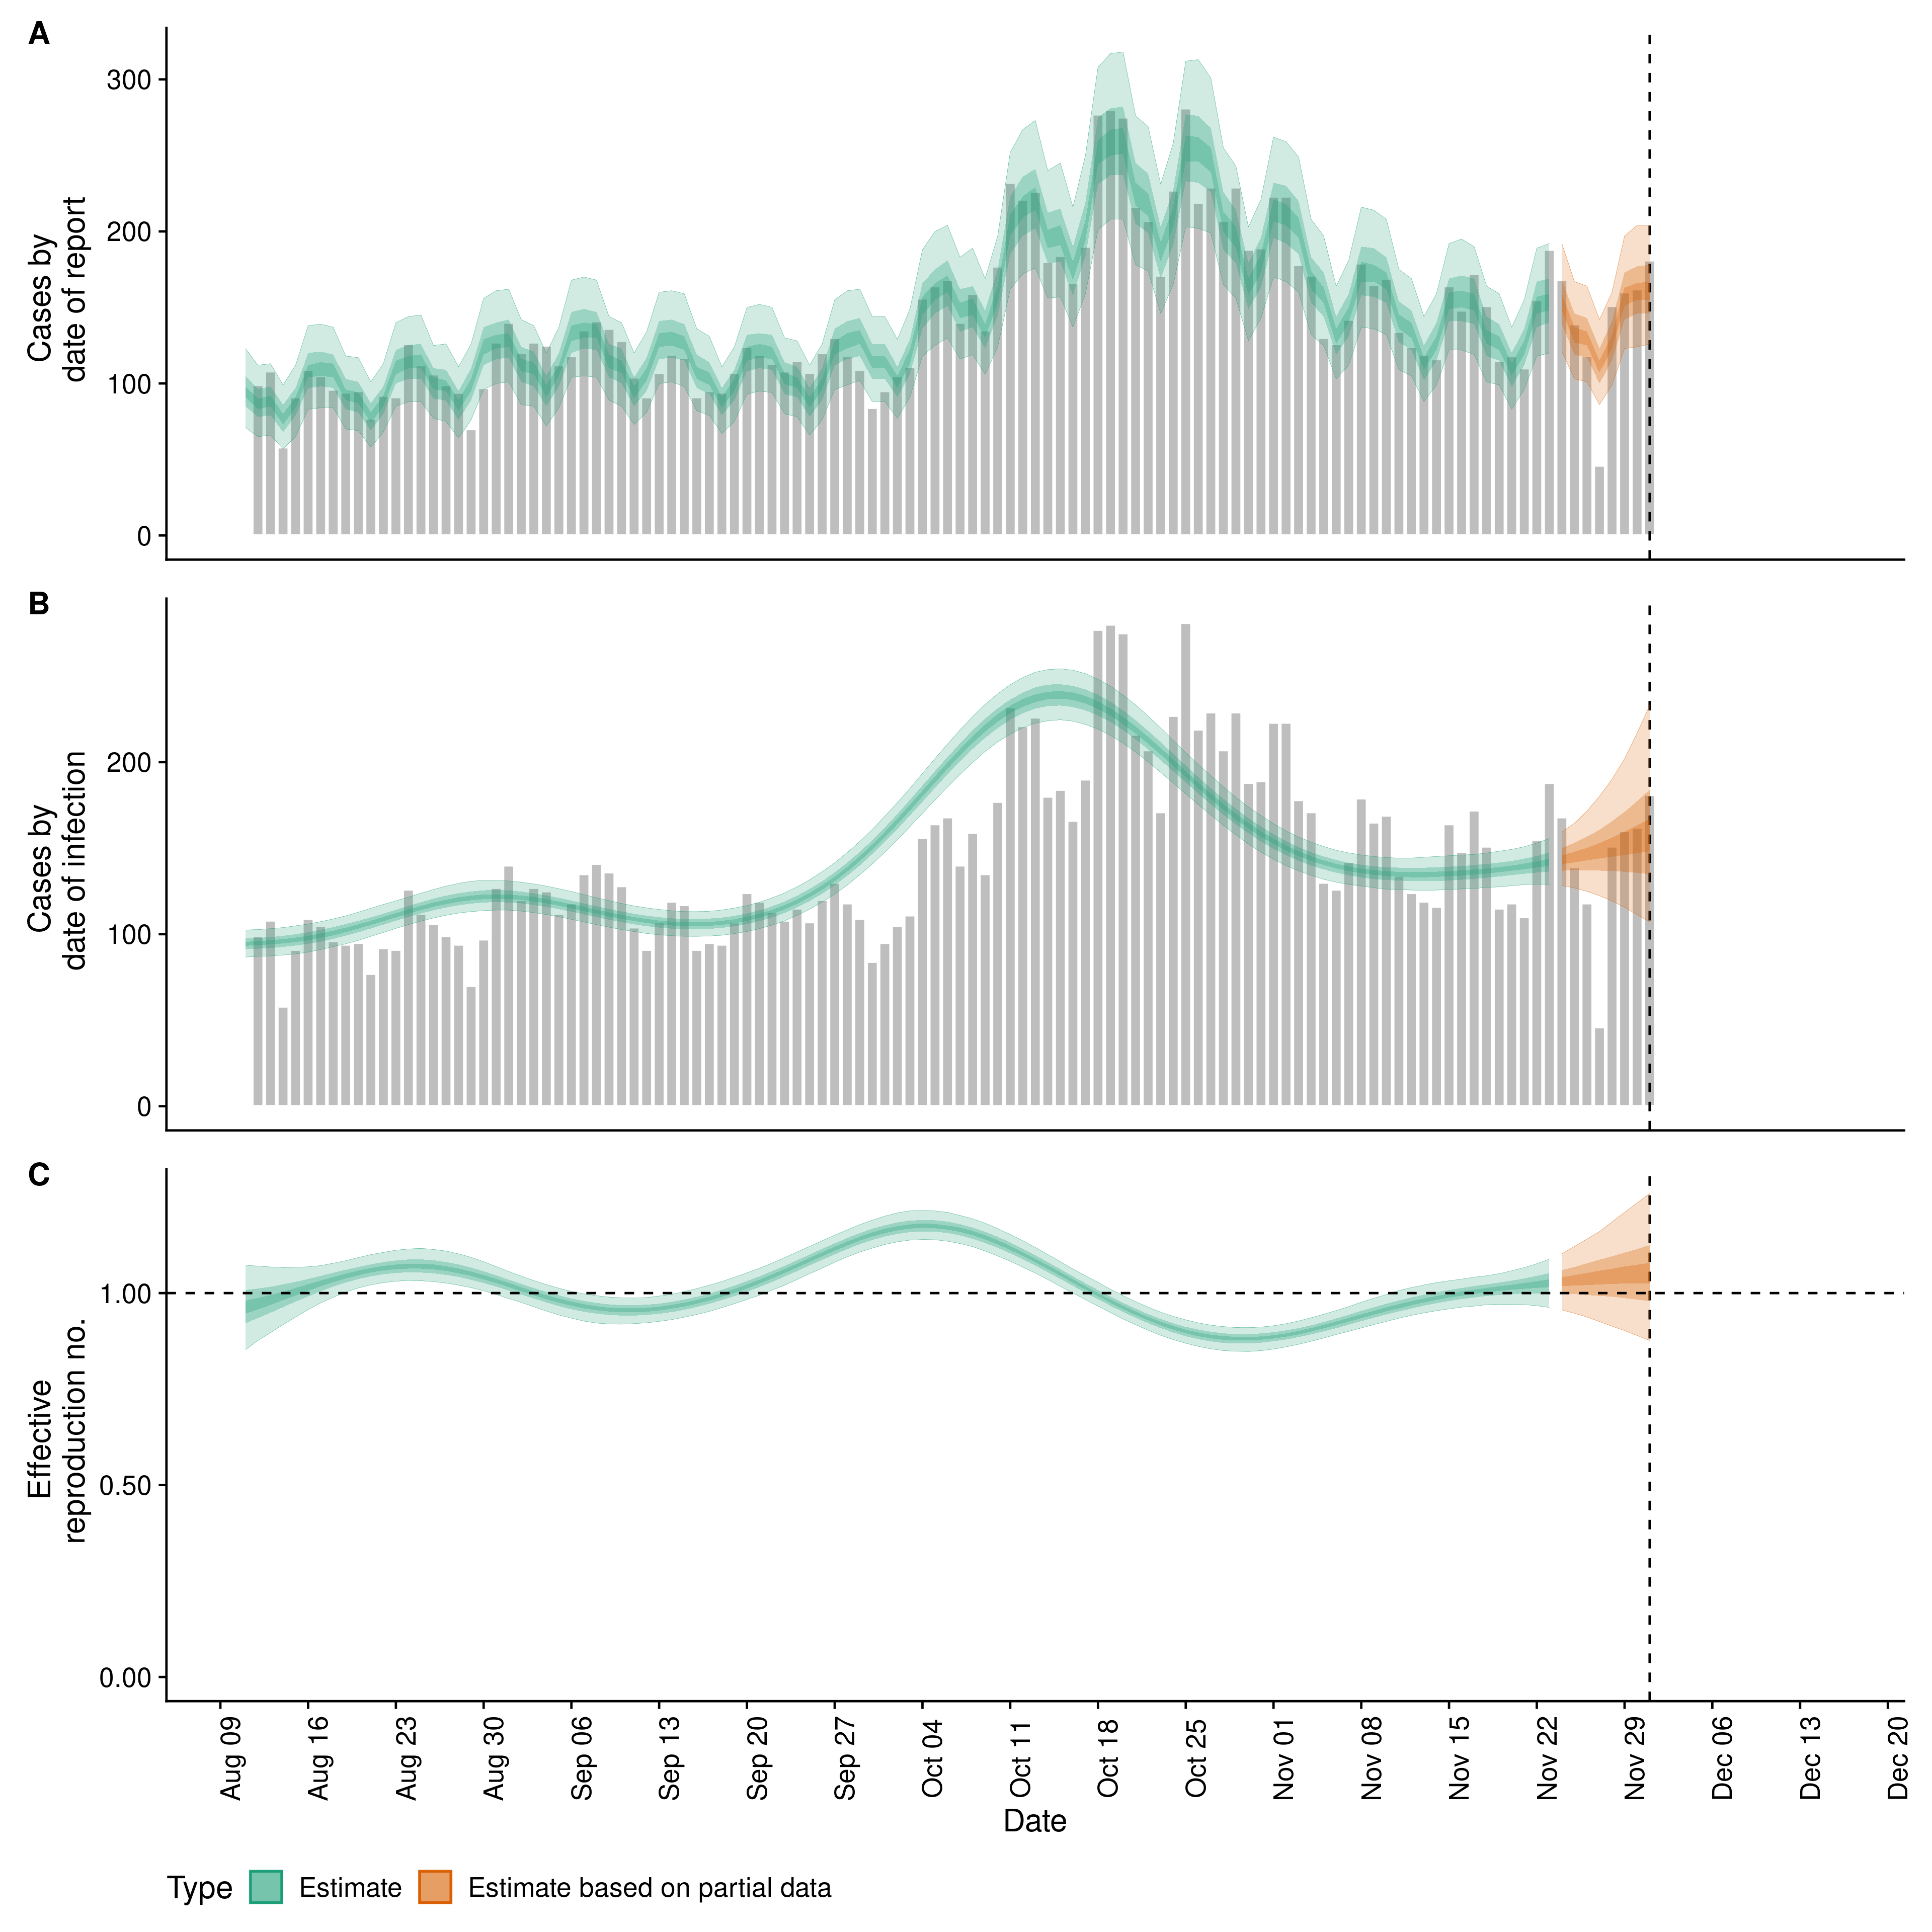 A
Cases by
date of report
300
200
100
0
B
Cases by
date of infection
200
100
0
C
Effective
reproduction no.
1.00
0.50
0.00
Aug 09
Aug 16
Aug 23
Aug 30
Sep 06
Sep 13
Sep 20
Sep 27
Oct 04
Oct 11
Oct 18
Oct 25
Nov 01
Nov 08
Nov 15
Nov 22
Nov 29
Dec 06
Dec 13
Dec 20
Date
Type Estimate Estimate based on partial data